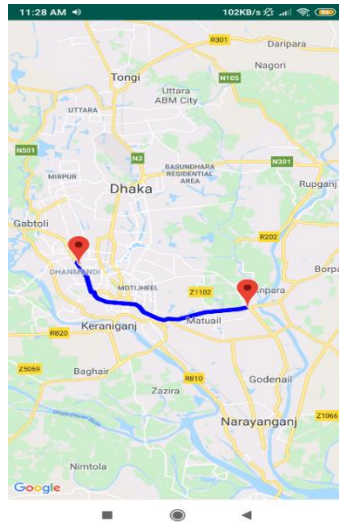 11:28 AM
102KB/s
R301
Daripara
Nagori
Tongi
N105
Uttara
ABM City
UTTARA
N501
N3
BASUNDHARA
RESIDENTIAL
AREA
N301
MIRPUR
Dhaka
Rupganj
Gabtoli
R202
DHANMONDI
Borpa
MOTIJHEEL
Z1102
npara
Keraniganj
Matuail
R820
Z5069
Baghair
R810
Godenail
Zazira
Z1066
Narayanganj
Nimtola
Google